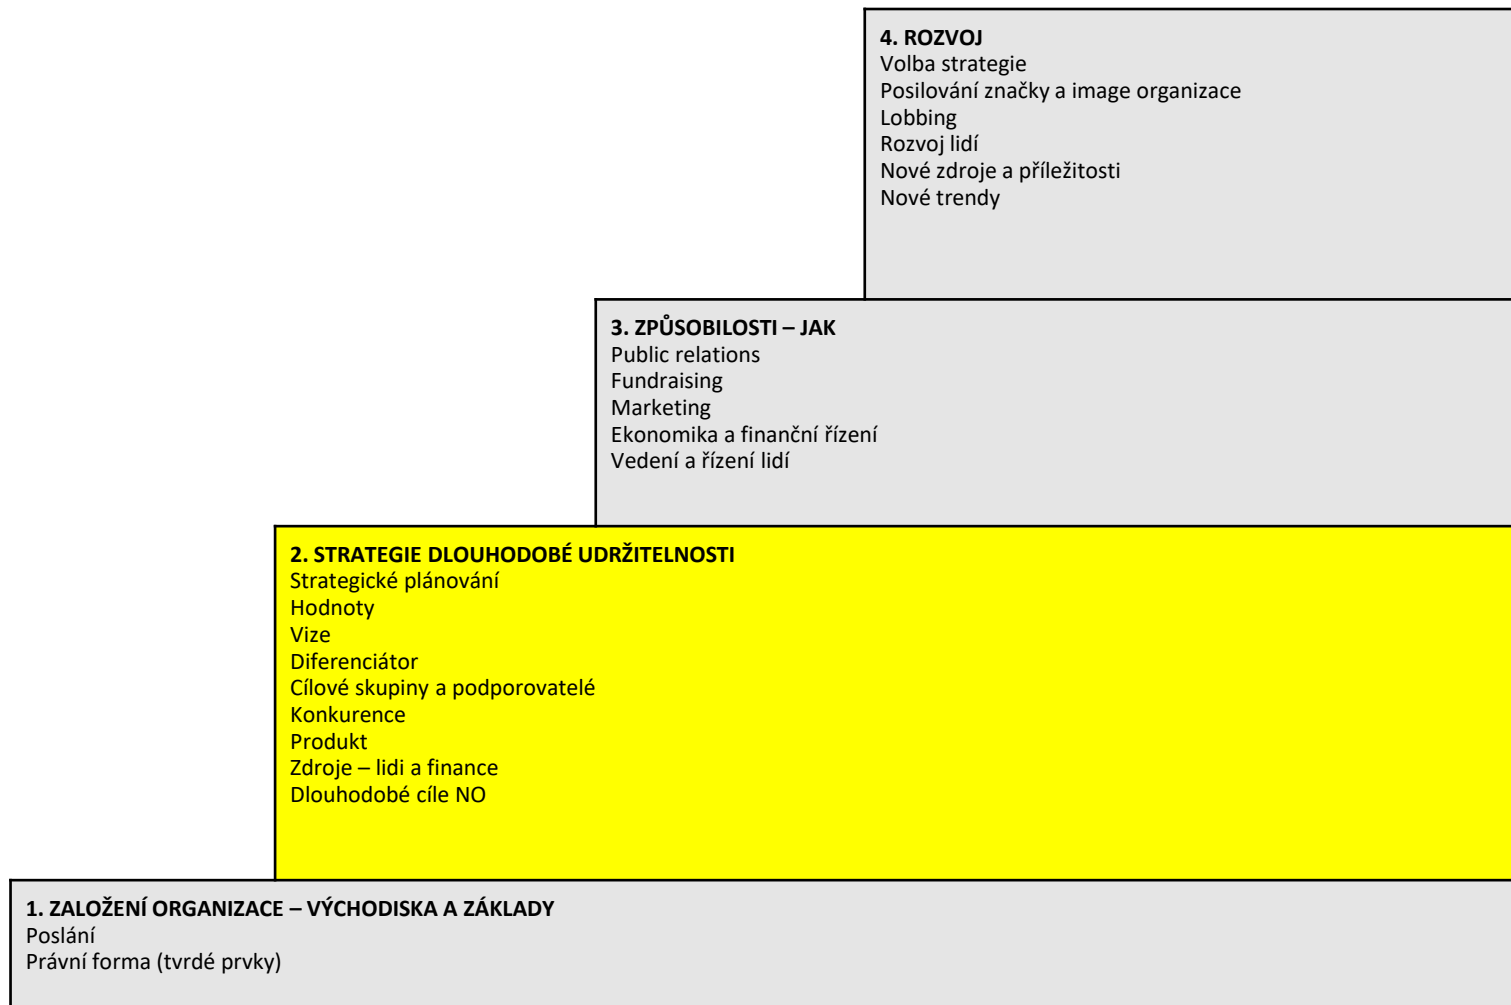 4. ROZVOJ
Volba strategie
Posilování značky a image organizace
Lobbing
Rozvoj lidí
Nové zdroje a příležitosti
Nové trendy
3. ZPŮSOBILOSTI – JAK
Public relations
Fundraising
Marketing
Ekonomika a finanční řízení
Vedení a řízení lidí
2. STRATEGIE DLOUHODOBÉ UDRŽITELNOSTI
Strategické plánování
Hodnoty
Vize
Diferenciátor
Cílové skupiny a podporovatelé
Konkurence
Produkt
Zdroje – lidi a finance
Dlouhodobé cíle NO
1. ZALOŽENÍ ORGANIZACE – VÝCHODISKA A ZÁKLADY
Poslání
Právní forma (tvrdé prvky)